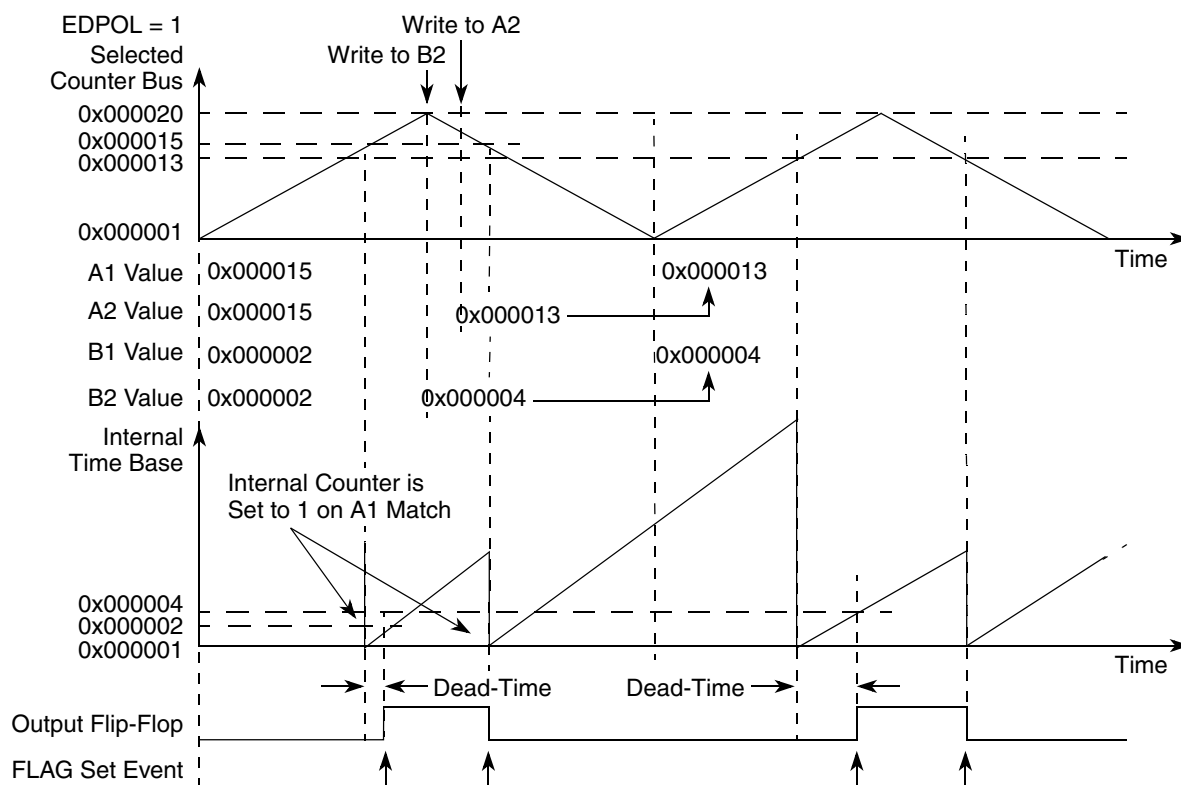 EDPOL = 1
Write to A2
Selected
Counter Bus
Write to B2
0x000020
0x000015
0x000013
0x000001
Time
A1 Value
0x000015
0x000013
A2 Value
0x000015
0x000013
B1 Value
0x000002
0x000004
B2 Value
0x000002
0x000004
Internal
Time Base
Internal Counter is
Set to 1 on A1 Match
0x000004
0x000002
0x000001
Time
Dead-Time
Dead-Time
Output Flip-Flop
FLAG Set Event